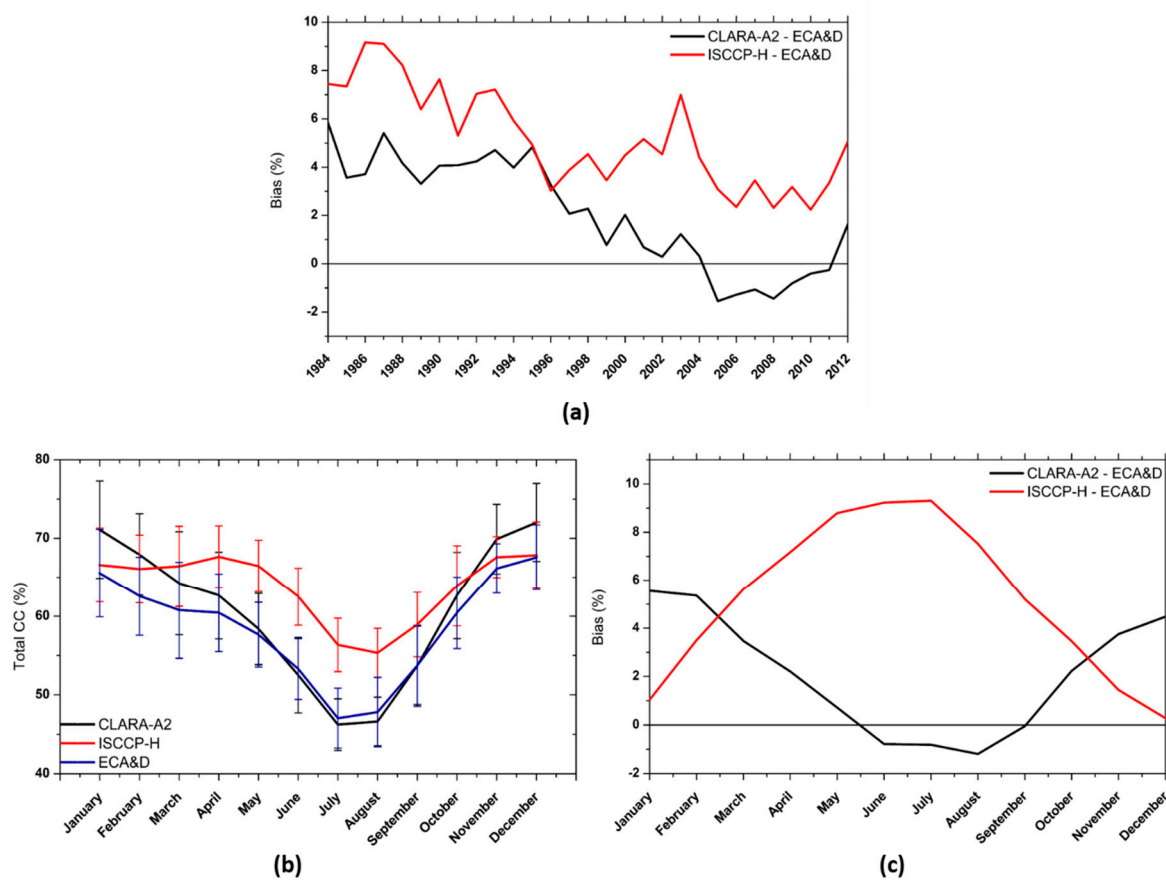 10
8
6
4
2
0
-2
Bias (%)
CLARA-A2 - ECA&D
ISCCP-H - ECA&D
1984
1986
1988
1990
1992
1994
1996
1998
2000
2002
2004
2006
2008
2010
2012
(a)
80
70
60
50
40
Total CC (%)
CLARA-A2
ISCCP-H
ECA&D
January
February
March
April
May
June
July
August
September
October
November
December
(b)
10
8
6
4
2
0
-2
Bias (%)
CLARA-A2 - ECA&D
ISCCP-H - ECA&D
January
February
March
April
May
June
July
August
September
October
November
December
(c)